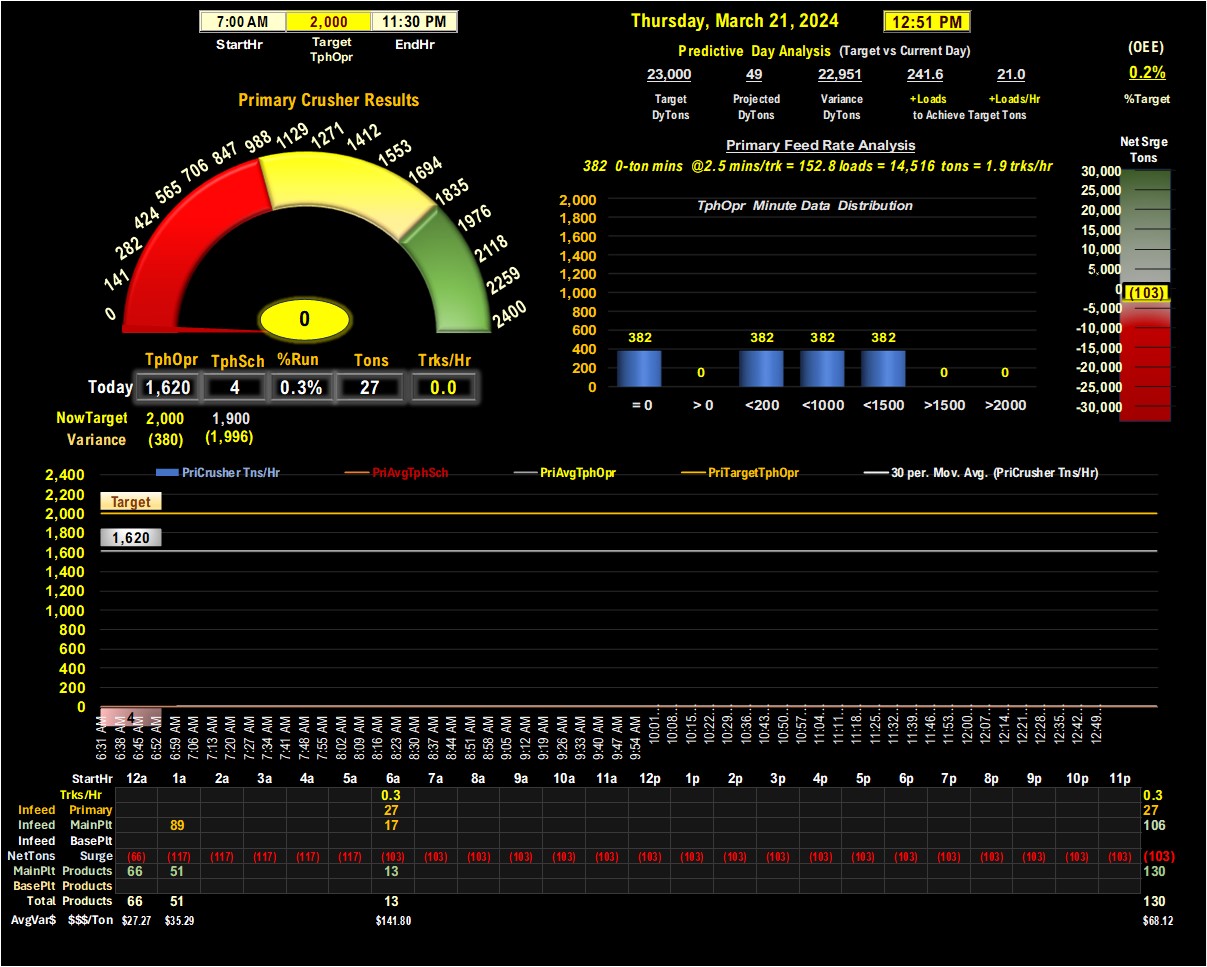 7:00 AM 2,000 11:30 PM
StartHr Target TphOpr EndHr
Thursday, March 21, 2024 12:51 PM
Predictive Day Analysis (Target vs Current Day)
23,000 49 22,951 241.6 21.0
Target Projected Variance +Loads +Loads/Hr
DyTons DyTons DyTons to Achieve Target Tons
(OEE)
0.2%
%Target
Primary Crusher Results
0 141 282 424 565 706 847 988 1129 1271 1412 1553 1694 1835 1976 2118 2259 2400
0
TphOpr TphSch %Run Tons Trks/Hr
Today 1,620 4 0.3% 27 0.0
NowTarget 2,000 1,900
Variance (380) (1,996)
Primary Feed Rate Analysis
382 0-ton mins @2.5 mins/trk = 152.8 loads = 14,516 tons = 1.9 trks/hr
TphOpr Minute Data Distribution
2,000
1,800
1,600
1,400
1,200
1,000
800
600
400
200
0
382 0 382 382 382 0 0
= 0 > 0 <200 <1000 <1500 >1500 >2000
Net Srge
Tons
30,000
25,000
20,000
15,000
10,000
5,000
0
(103)
-5,000
-10,000
-15,000
-20,000
-25,000
-30,000
PriCrusher Tns/Hr PriAvgTphSch PriAvgTphOpr PriTargetTphOpr 30 per. Mov. Avg. (PriCrusher Tns/Hr)
2,400
2,200
2,000
1,800
1,600
1,400
1,200
1,000
800
600
400
200
0
Target
1,620
4
6:31 AM 6:38 AM 6:45 AM 6:52 AM 6:59 AM 7:06 AM 7:13 AM 7:20 AM 7:27 AM 7:34 AM 7:41 AM 7:48 AM 7:55 AM 8:02 AM 8:09 AM 8:16 AM 8:23 AM 8:30 AM 8:37 AM 8:44 AM 8:51 AM 8:58 AM 9:05 AM 9:12 AM 9:19 AM 9:26 AM 9:33 AM 9:40 AM 9:47 AM 9:54 AM 10:01... 10:08... 10:15... 10:22... 10:29... 10:36... 10:43... 10:50... 10:57... 11:04... 11:11... 11:18... 11:25... 11:32... 11:39... 11:46... 11:53... 12:00... 12:07... 12:14... 12:21... 12:28... 12:35... 12:42... 12:49...
StartHr 12a 1a 2a 3a 4a 5a 6a 7a 8a 9a 10a 11a 12p 1p 2p 3p 4p 5p 6p 7p 8p 9p 10p 11p
Trks/Hr 0.3 0.3
Infeed Primary 27 27
Infeed MainPlt 89 17 106
Infeed BasePlt
NetTons Surge (66) (117) (117) (117) (117) (117) (103) (103) (103) (103) (103) (103) (103) (103) (103) (103) (103) (103) (103) (103) (103) (103) (103) (103) (103)
MainPlt Products 66 51 13 130
BasePlt Products
Total Products 66 51 13 130
AvgVar$ $$$/Ton $27.27 $35.29 $141.80 $68.12